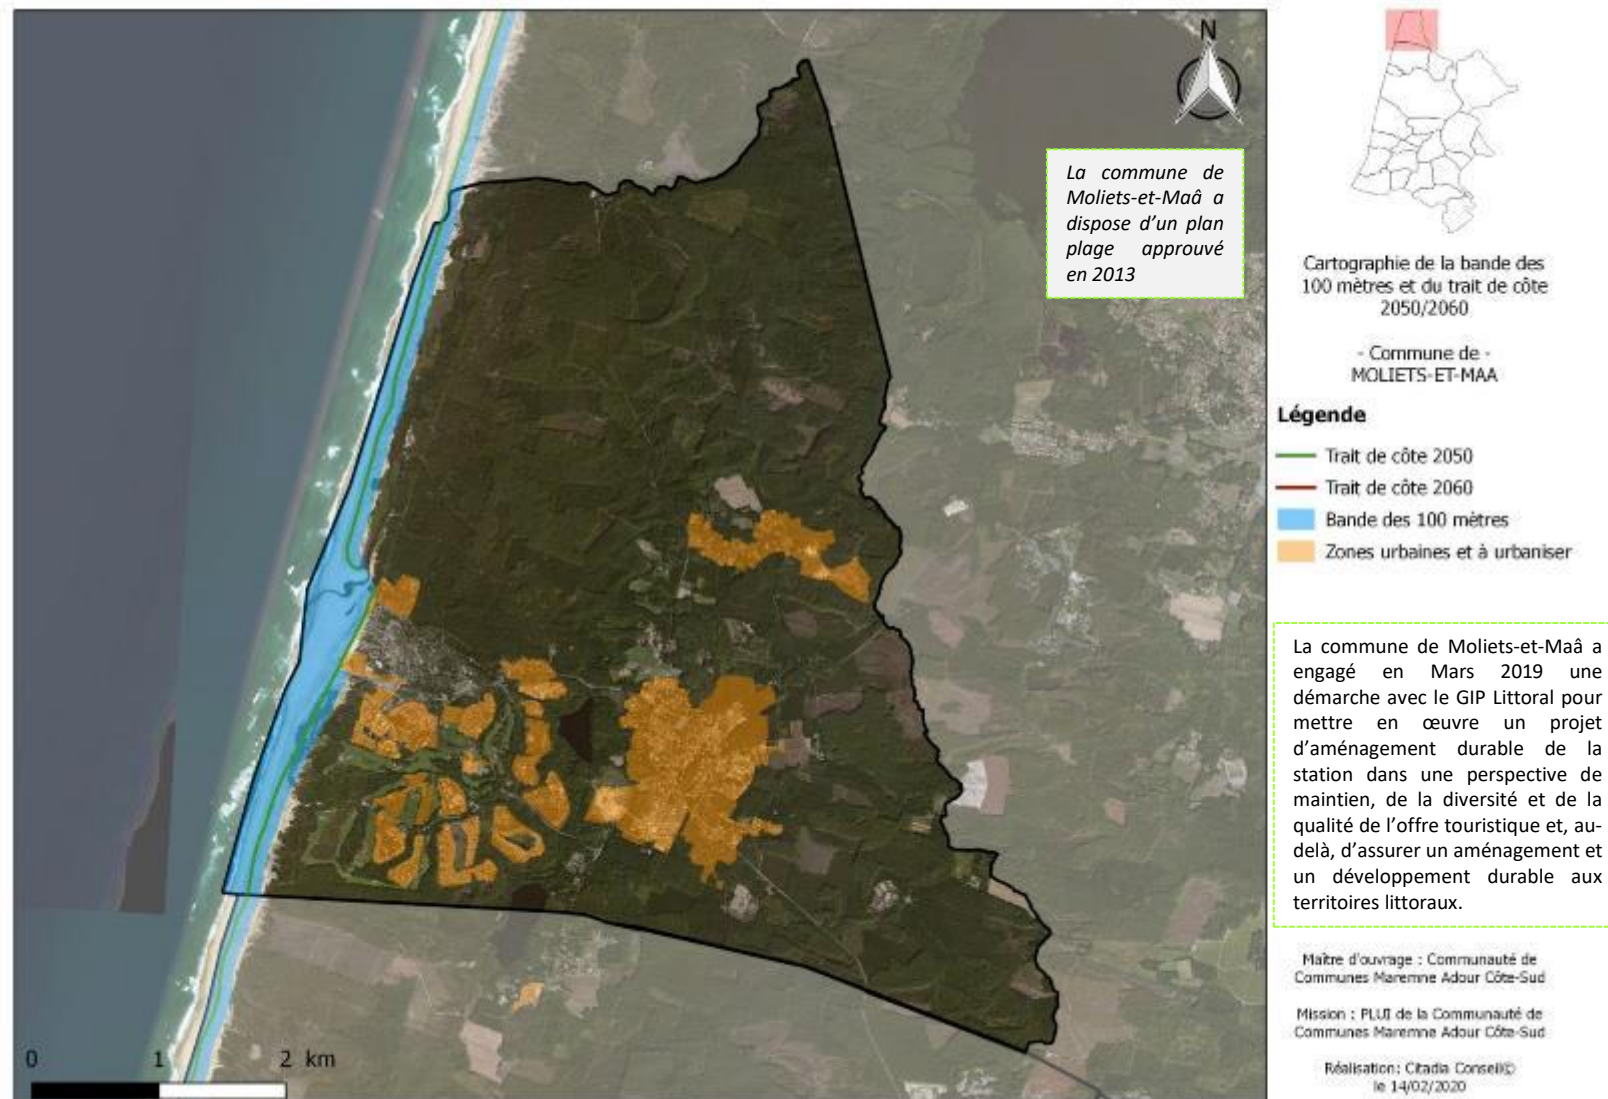 N
La commune de
Moliets-et-Maâ a
dispose d'un plan
plage approuvé
en 2013
0 1 2 km
Cartographie de la bande des
100 mètres et du trait de côte
2050/2060
- Commune de -
MOLIETS-ET-MAA
Légende
Trait de côte 2050
Trait de côte 2060
Bande des 100 mètres
Zones urbaines et à urbaniser
La commune de Moliets-et-Maâ a
engagé en Mars 2019 une
démarche avec le GIP Littoral pour
mettre en œuvre un projet
d'aménagement durable de la
station dans une perspective de
maintien, de la diversité et de la
qualité de l'offre touristique et, au-
delà, d'assurer un aménagement et
un développement durable aux
territoires littoraux.
Maître d'ouvrage : Communauté de
Communes Maremne Adour Côte-Sud
Mission : PLUI de la Communauté de
Communes Maremne Adour Côte-Sud
Réalisation: Citadia Conseil©
le 14/02/2020